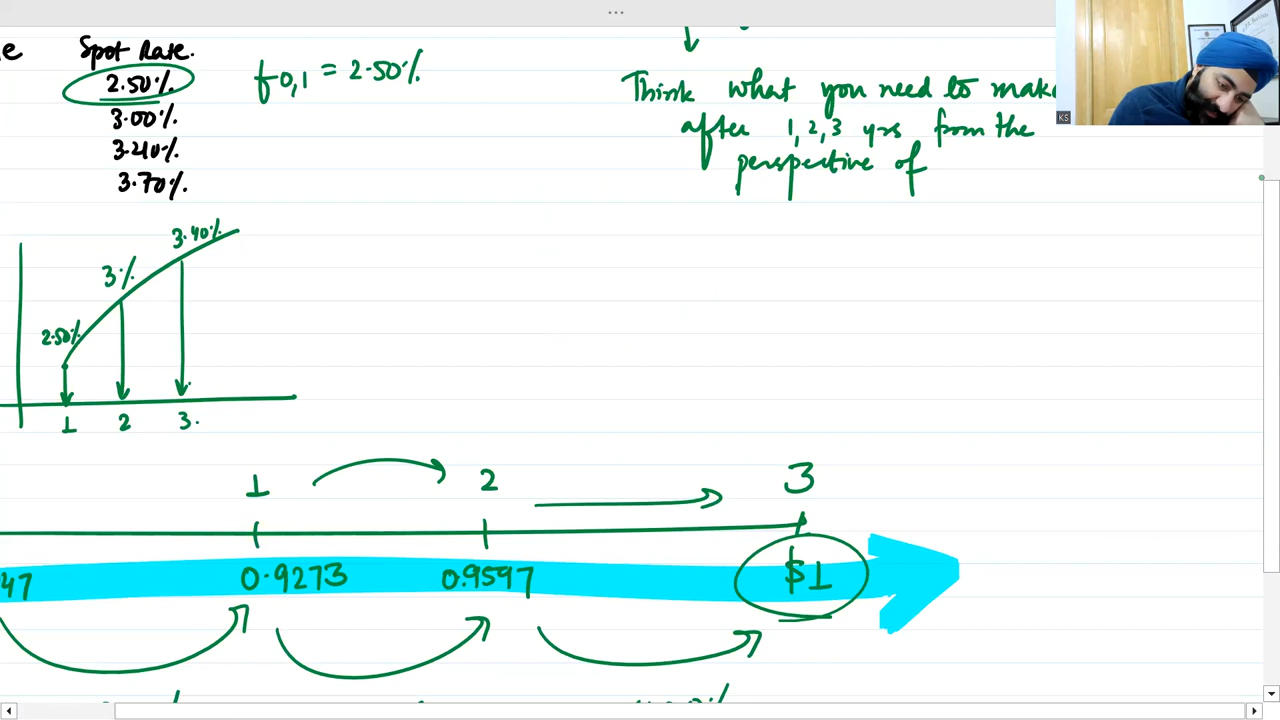 e Spot Rate.
2.50%
3.00%
3.40%
3.70%
f0,1 = 2.50%
Think what you need to make
after 1, 2, 3 yrs from the
perspective of
KS
3.40%
3%
2.50%
1 2 3.
1 2 3
47 0.9273 0.9597 $1